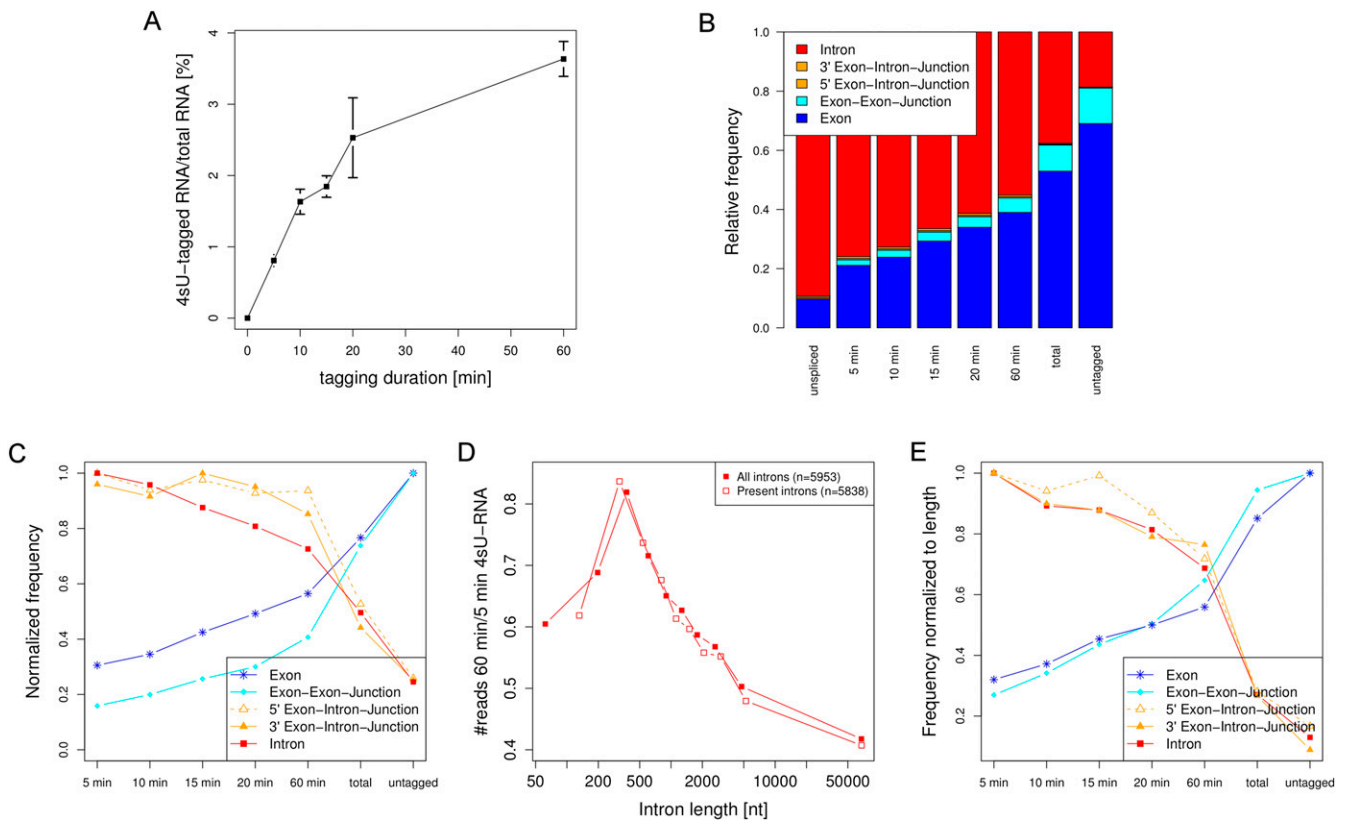 A
4sU−tagged RNA/total RNA [%]
4
3
2
1
0
0 10 20 30 40 50 60
tagging duration [min]
B
Relative frequency
1.0
0.8
0.6
0.4
0.2
0.0
Intron
3' Exon−Intron−Junction
5' Exon−Intron−Junction
Exon−Exon−Junction
Exon
unspliced
5 min
10 min
15 min
20 min
60 min
total
untagged
C
Normalized frequency
1.0
0.8
0.6
0.4
0.2
0.0
Exon
Exon−Exon−Junction
5' Exon−Intron−Junction
3' Exon−Intron−Junction
Intron
5 min 10 min 15 min 20 min 60 min total untagged
D
#reads 60 min/5 min 4sU−RNA
0.8
0.7
0.6
0.5
0.4
All introns (n=5953)
Present introns (n=5838)
50 200 500 2000 10000 50000
Intron length [nt]
E
Frequency normalized to length
1.0
0.8
0.6
0.4
0.2
Exon
Exon−Exon−Junction
5' Exon−Intron−Junction
3' Exon−Intron−Junction
Intron
5 min 10 min 15 min 20 min 60 min total untagged